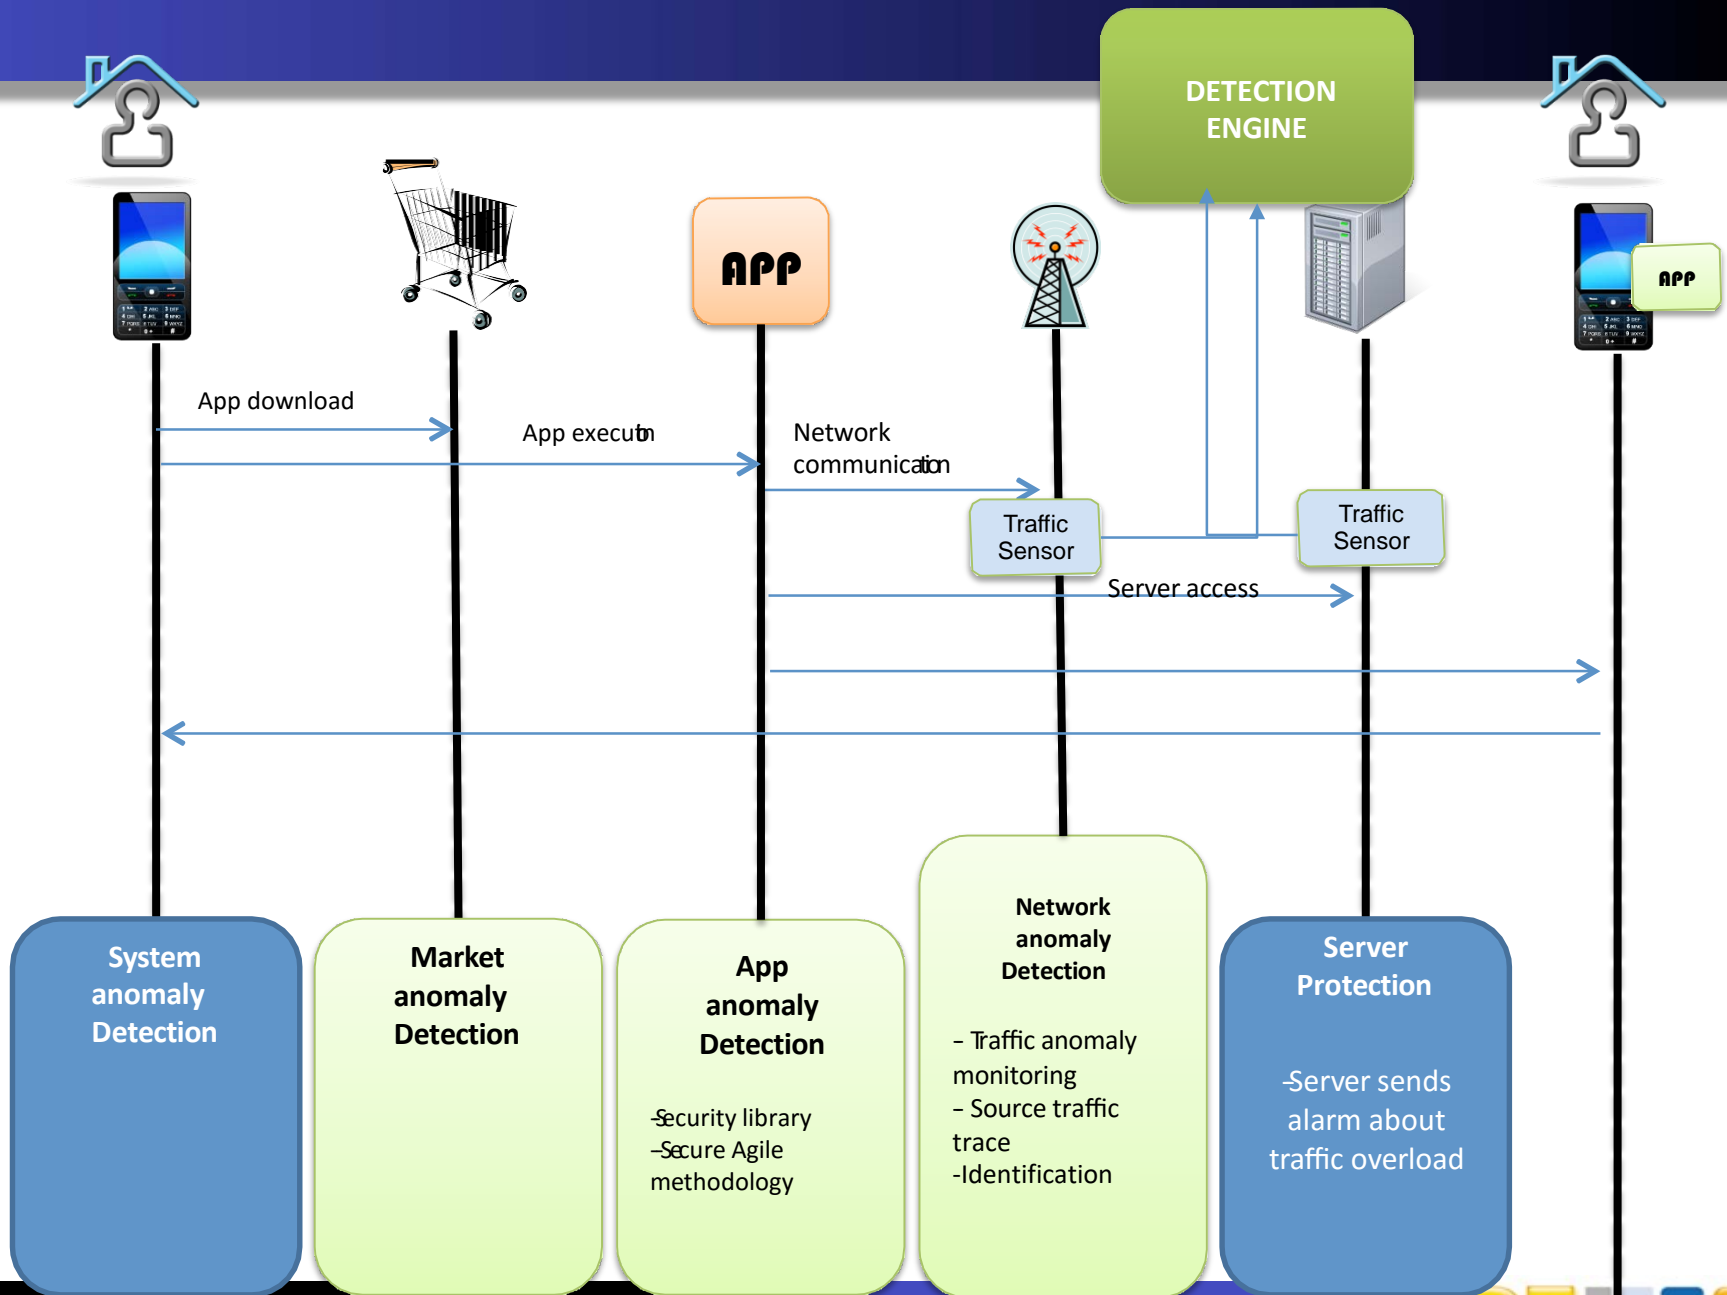 DETECTION
ENGINE
APP
APP
App download
App execution
Network
communication
Traffic
Sensor
Traffic
Sensor
Server access
System
anomaly
Detection
Market
anomaly
Detection
App
anomaly
Detection
-Security library
-Secure Agile
methodology
Network
anomaly
Detection
- Traffic anomaly
monitoring
- Source traffic
trace
-Identification
Server
Protection
-Server sends
alarm about
traffic overload